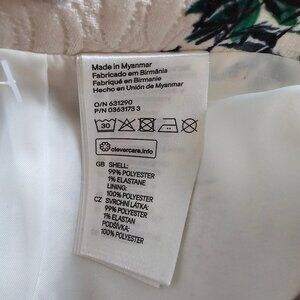 Made in Myanmar
Fabricado em Birmânia
Fabriqué en Birmanie
Hecho en Unión de Myanmar
O/N 631290
P/N 0363173 3
30
clevercare.info
GB SHELL:
99% POLYESTER
1% ELASTANE
LINING:
100% POLYESTER
CZ SVRCHNÍ LÁTKA:
99% POLYESTER
1% ELASTAN
PODŠÍVKA:
100% POLYESTER